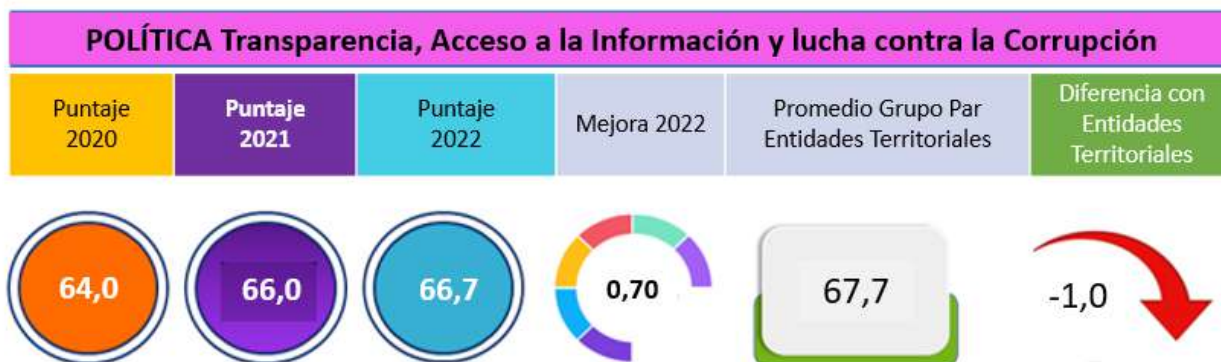 POLÍTICA Transparencia, Acceso a la Información y lucha contra la Corrupción
Puntaje
2020
Puntaje
2021
Puntaje
2022
Mejora 2022
Promedio Grupo Par
Entidades Territoriales
Diferencia con
Entidades
Territoriales
64,0
66,0
66,7
0,70
67,7
-1,0